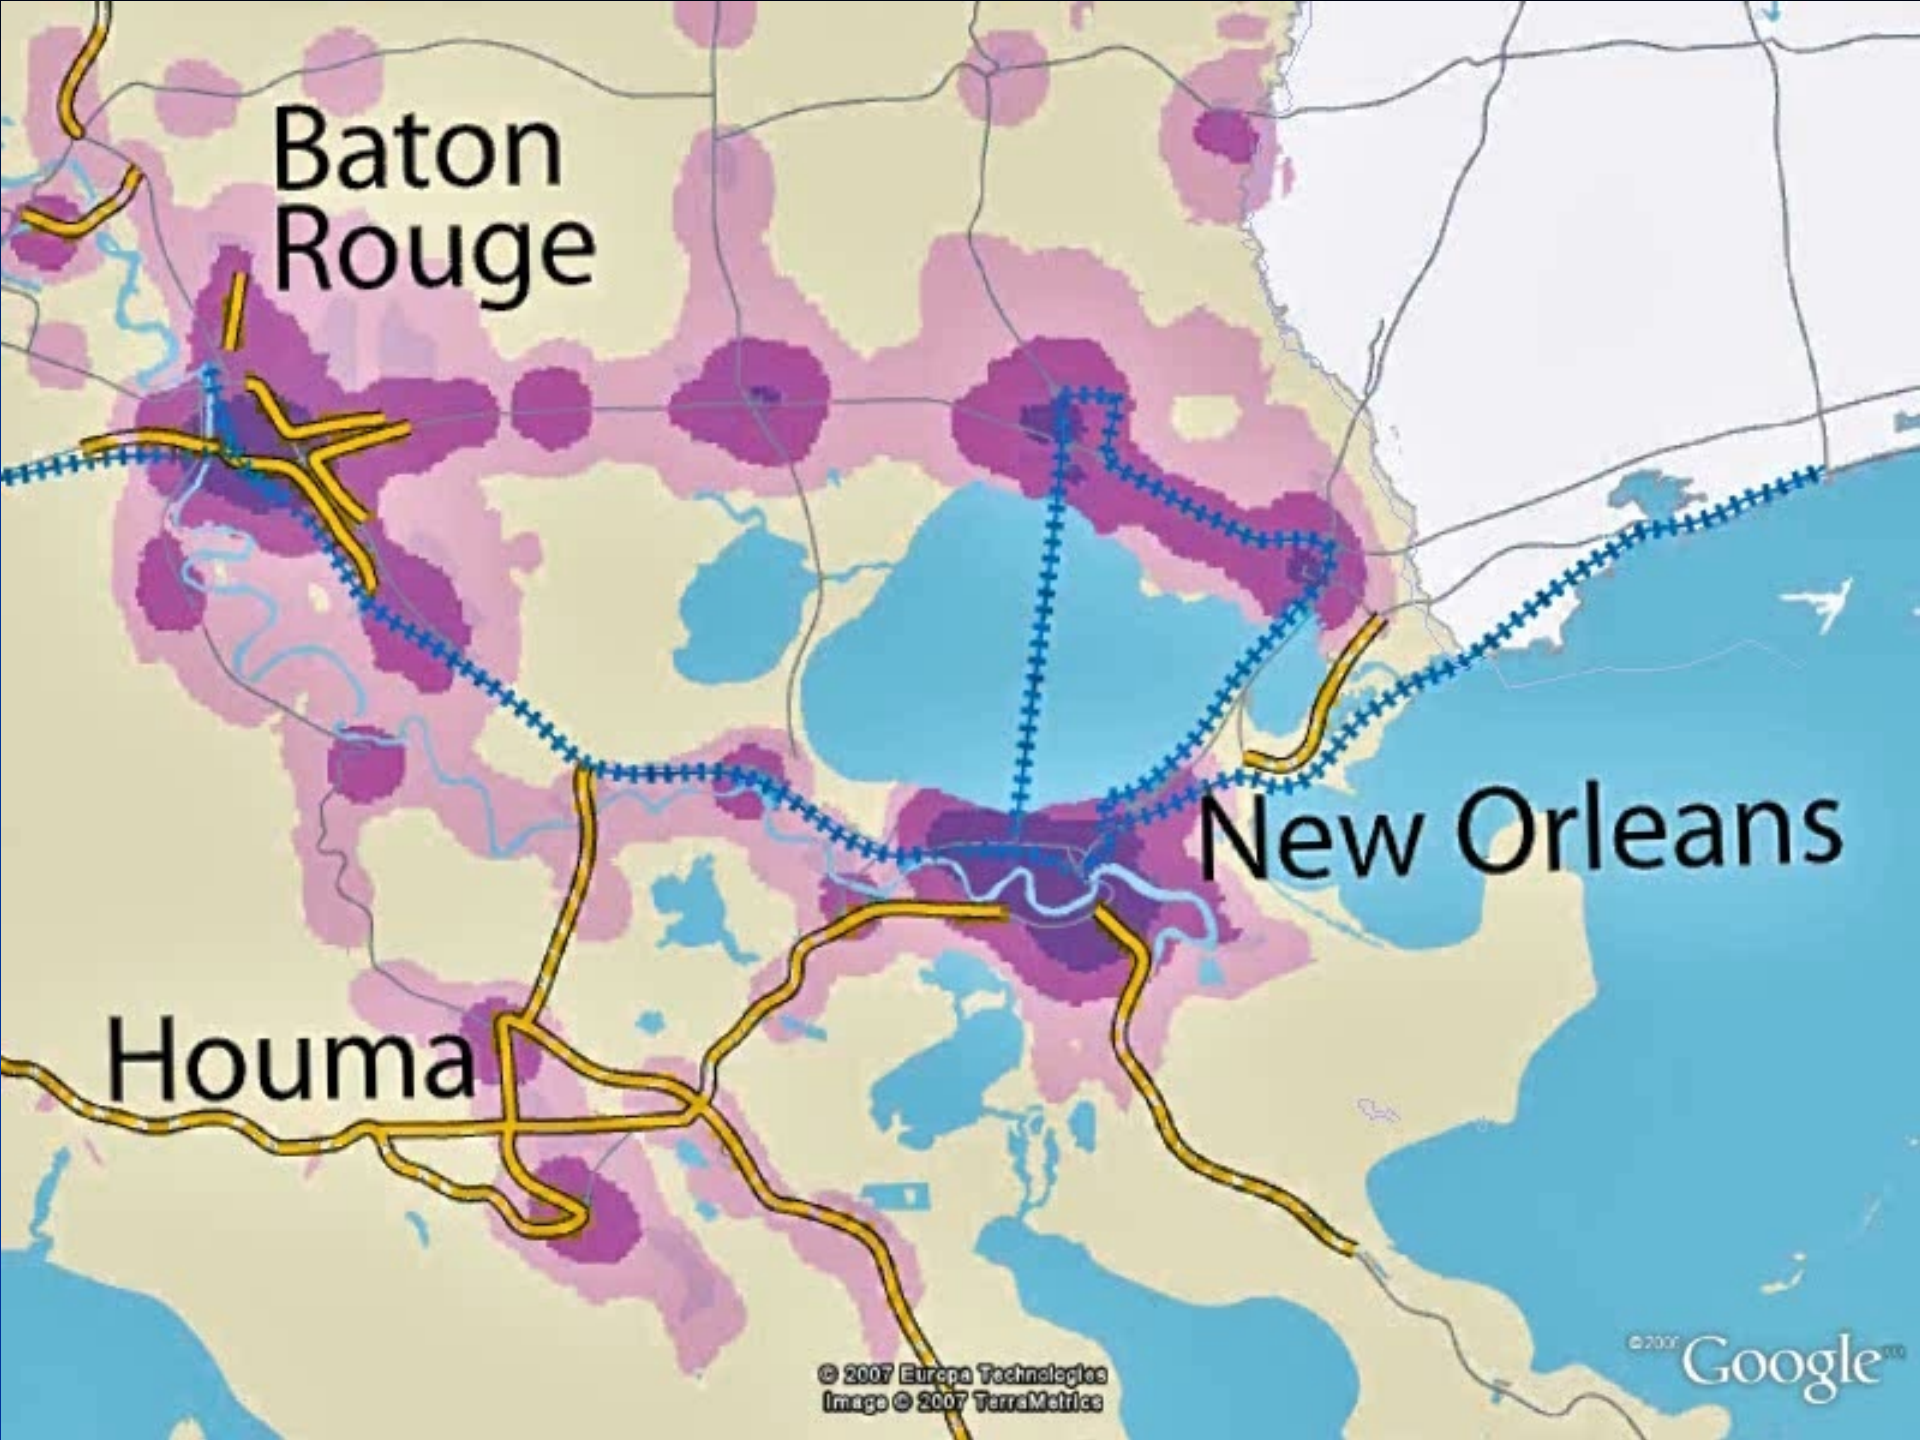 Baton
Rouge
New Orleans
Houma
© 2007 Europa Technologies
Image © 2007 TerraMetrics
Google